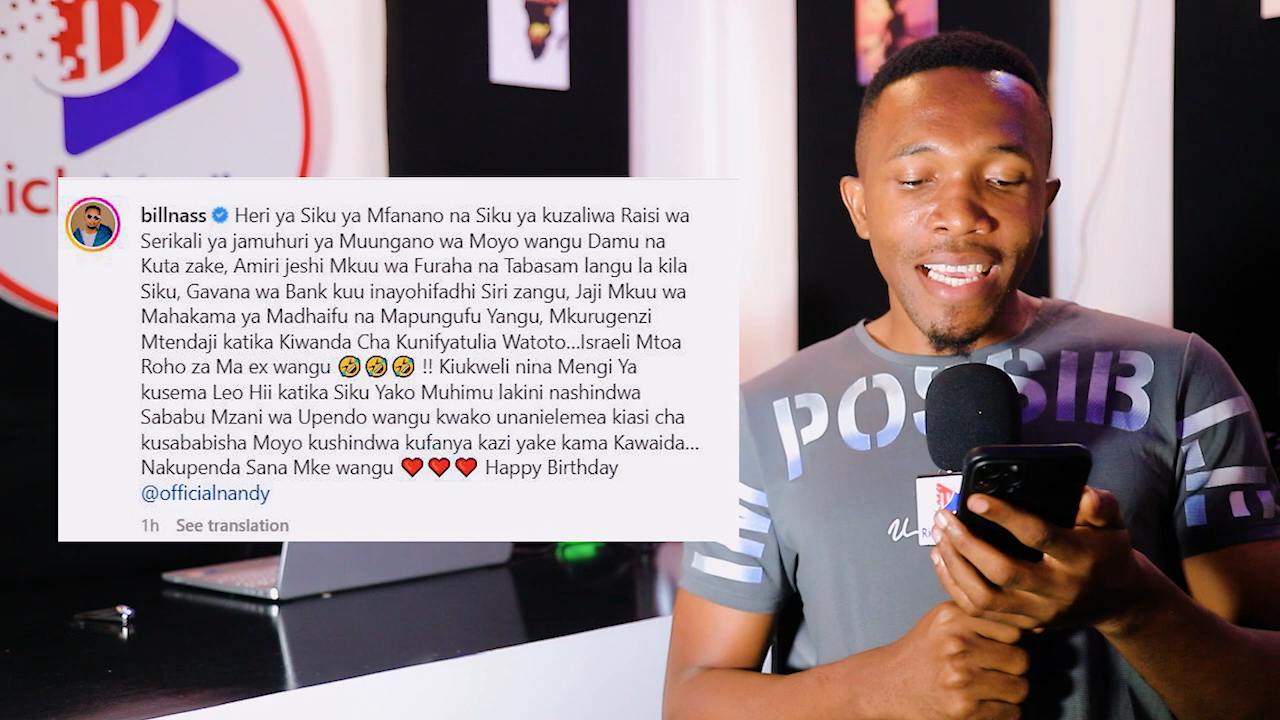 billnass Heri ya Siku ya Mfanano na Siku ya kuzaliwa Raisi wa
Serikali ya jamuhuri ya Muungano wa Moyo wangu Damu na
Kuta zake, Amiri jeshi Mkuu wa Furaha na Tabasam langu la kila
Siku, Gavana wa Bank kuu inayohifadhi Siri zangu, Jaji Mkuu wa
Mahakama ya Madhaifu na Mapungufu Yangu, Mkurugenzi
Mtendaji katika Kiwanda Cha Kunifyatulia Watoto...Israeli Mtoa
Roho za Ma ex wangu 🤣🤣🤣 !! Kiukweli nina Mengi Ya
kusema Leo Hii katika Siku Yako Muhimu lakini nashindwa
Sababu Mzani wa Upendo wangu kwako unanielemea kiasi cha
kusababisha Moyo kushindwa kufanya kazi yake kama Kawaida...
Nakupenda Sana Mke wangu ❤️❤️❤️ Happy Birthday
@officialnandy
1h See translation
POSSIB